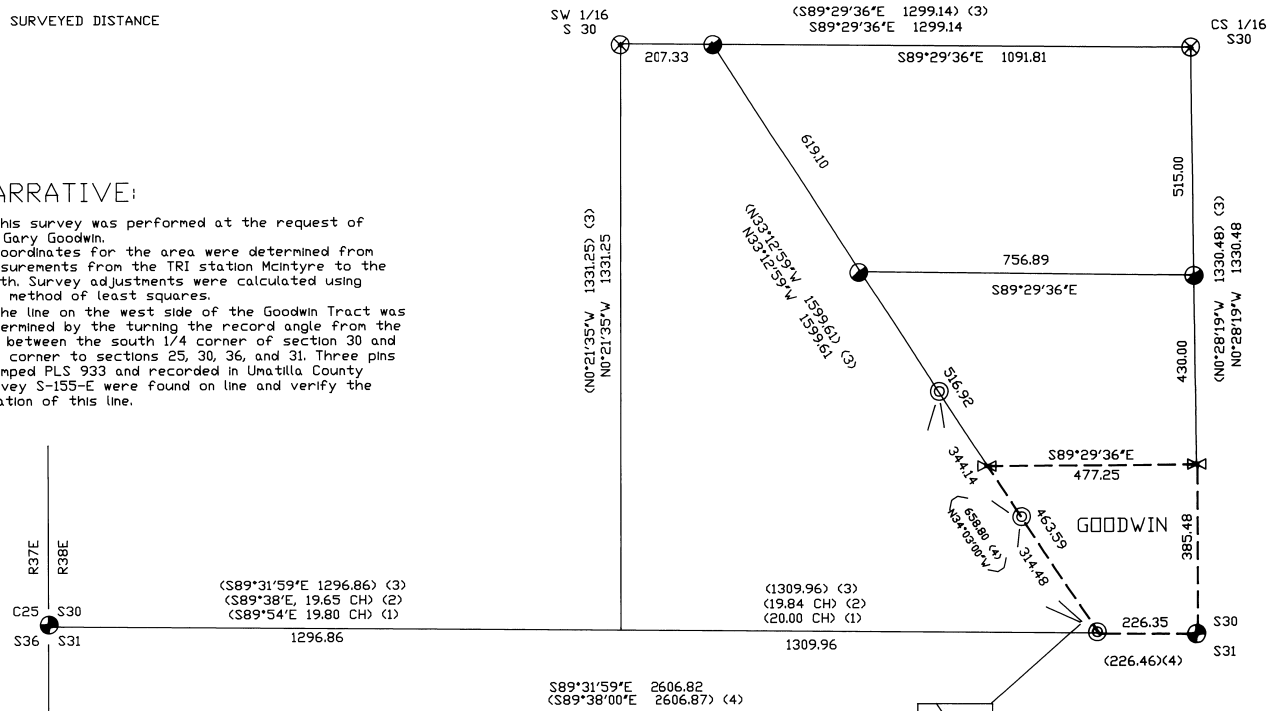 SURVEYED DISTANCE
SW 1/16
S 30
(S89°29'36"E 1299.14) (3)
S89°29'36"E 1299.14
CS 1/16
S30
207.33
S89°29'36"E 1091.81
619.10
515.00
ARRATIVE:
his survey was performed at the request of
Gary Goodwin.
oordinates for the area were determined from
surements from the TRI station McIntyre to the
th. Survey adjustments were calculated using
method of least squares.
he line on the west side of the Goodwin Tract was
ermined by the turning the record angle from the
between the south 1/4 corner of section 30 and
corner to sections 25, 30, 36, and 31. Three pins
mped PLS 933 and recorded in Umatilla County
vey S-155-E were found on line and verify the
ation of this line.
(N0°21'35"W 1331.25) (3)
N0°21'35"W 1331.25
(N33°12'59"W 1599.61) (3)
N33°12'59"W 1599.61
756.89
S89°29'36"E
(N0°28'19"W 1330.48) (3)
N0°28'19"W 1330.48
430.00
516.92
344.14
S89°29'36"E
477.25
463.59
658.80 (4)
N34°03'00"W
314.48
GOODWIN
385.48
R37E
R38E
(S89°31'59"E 1296.86) (3)
(S89°38'E, 19.65 CH) (2)
(S89°54'E 19.80 CH) (1)
1296.86
(1309.96) (3)
(19.84 CH) (2)
(20.00 CH) (1)
1309.96
C25 S30
S36 S31
226.35
(226.46)(4)
S30
S31
S89°31'59"E 2606.82
(S89°38'00"E 2606.87) (4)